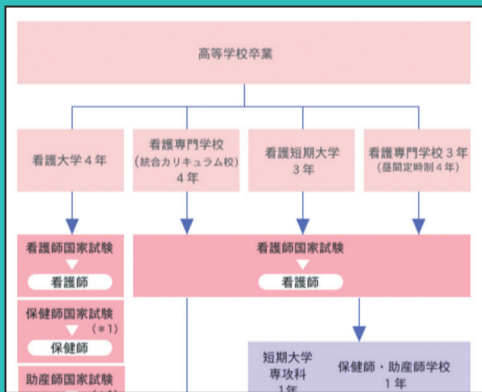 高等学校卒業
看護大学4年
看護専門学校
(統合カリキュラム校)
4年
看護短期大学
3年
看護専門学校3年
(昼間定時制4年)
看護師国家試験
看護師
保健師国家試験
(*1)
保健師
助産師国家試験
看護師国家試験
看護師
短期大学
専攻科
1年
保健師・助産師学校
1年